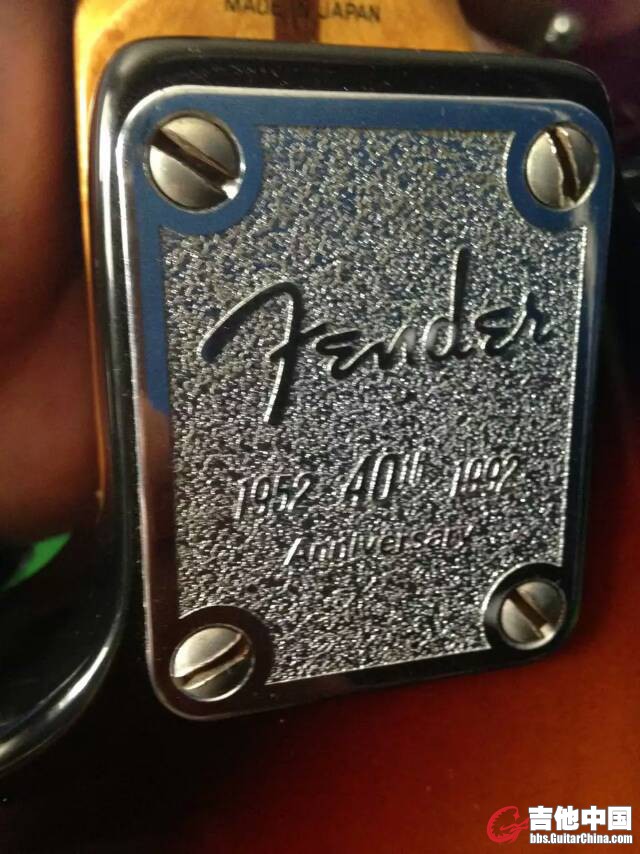 MADE IN JAPAN
Fender
1952 40th 1992
Anniversary
吉他中国
bbs.GuitarChina.com